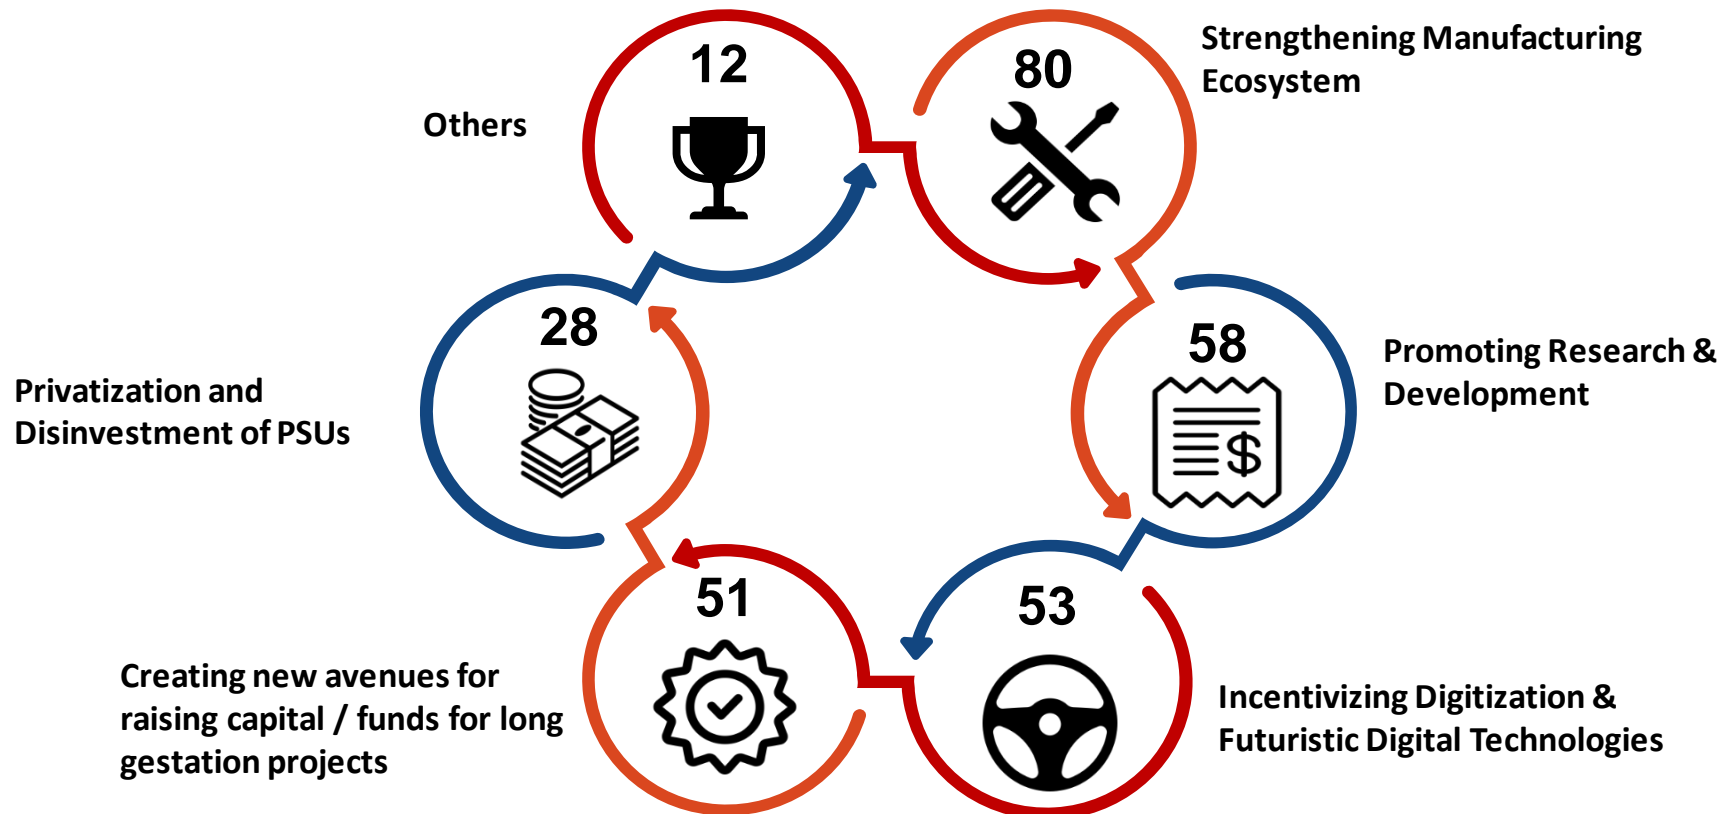 12
Others
80
Strengthening Manufacturing
Ecosystem
58
Promoting Research &
Development
53
Incentivizing Digitization &
Futuristic Digital Technologies
51
Creating new avenues for
raising capital / funds for long
gestation projects
28
Privatization and
Disinvestment of PSUs
$